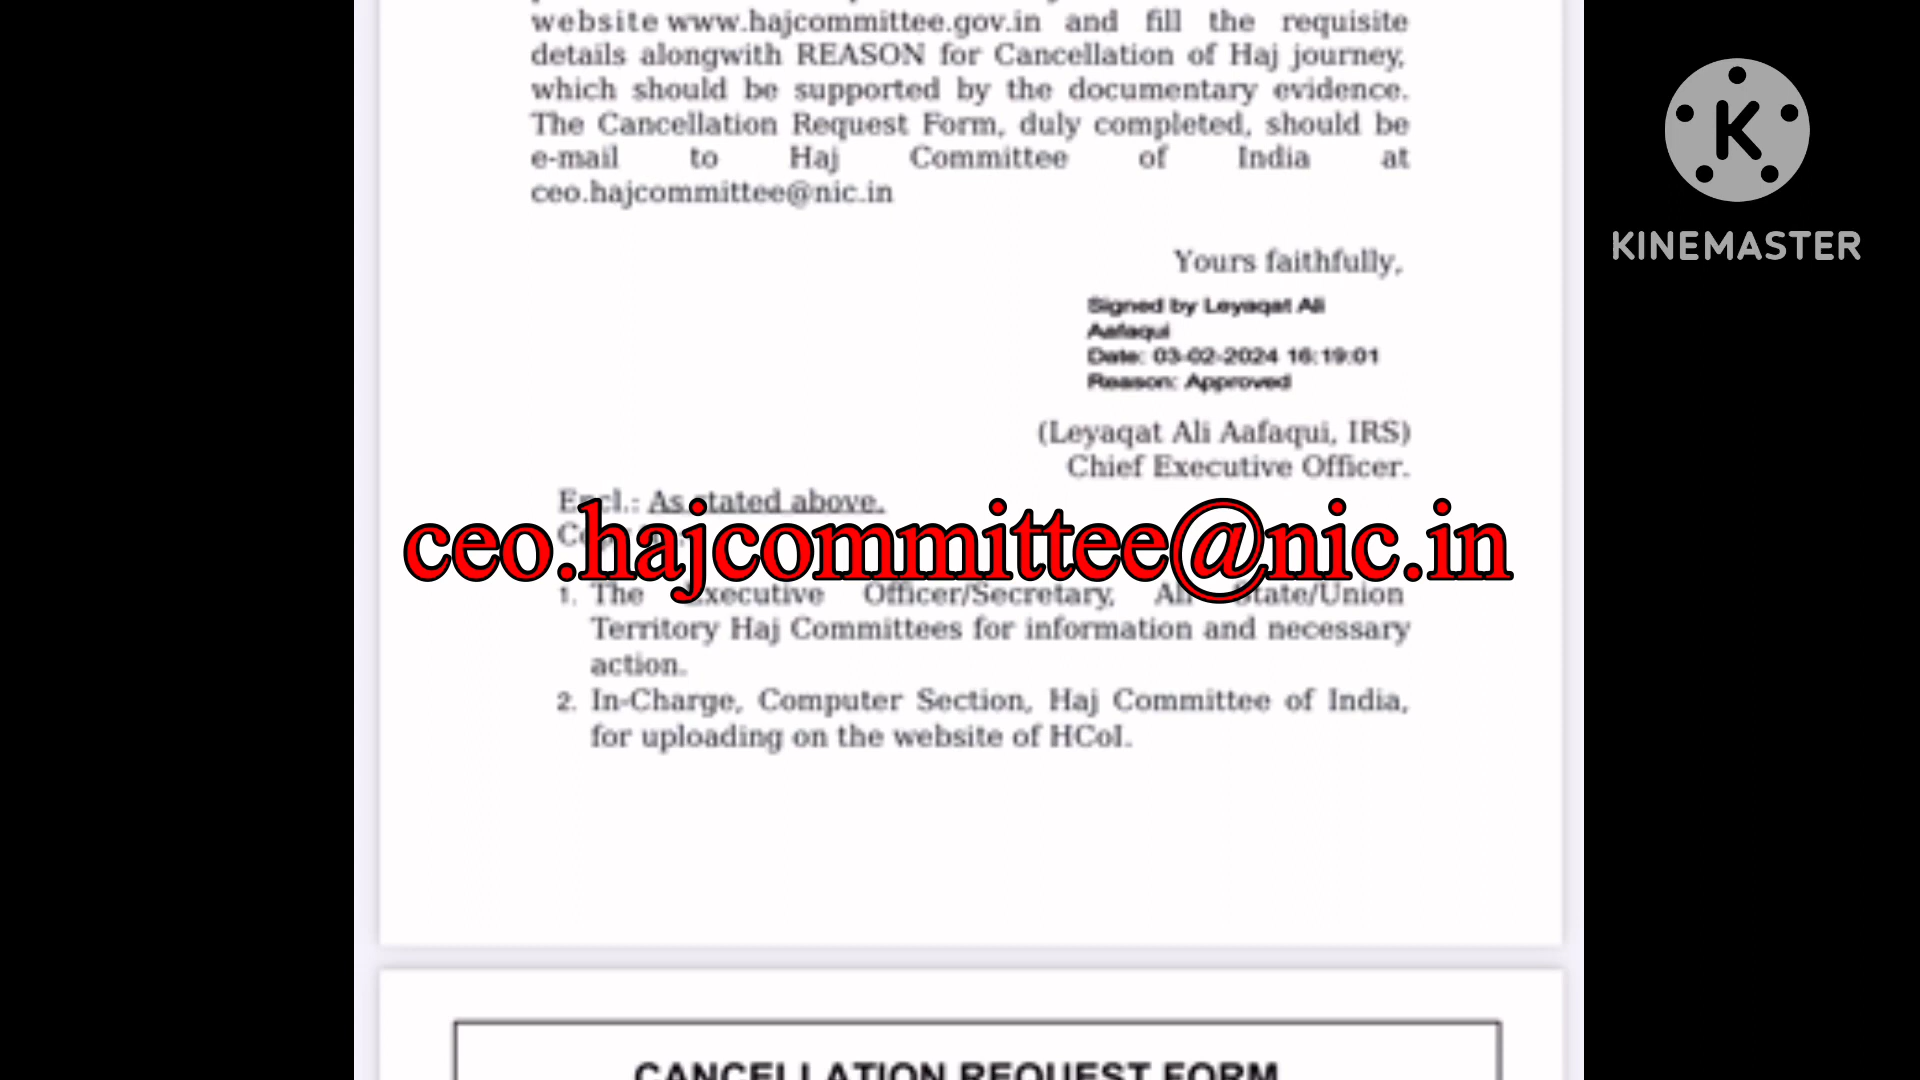 website www.hajcommittee.gov.in and fill the requisite
details alongwith REASON for Cancellation of Haj journey,
which should be supported by the documentary evidence.
The Cancellation Request Form, duly completed, should be
e-mail to Haj Committee of India at
ceo.hajcommittee@nic.in
Yours faithfully,
Signed by Leyaqat Ali
Aafaqui
Date: 03-02-2024 16:19:01
Reason: Approved
(Leyaqat Ali Aafaqui, IRS)
Chief Executive Officer.
Encl.: As stated above.
ceo.hajcommittee@nic.in
1. The Executive Officer/Secretary, All State/Union
Territory Haj Committees for information and necessary
action.
2. In-Charge, Computer Section, Haj Committee of India,
for uploading on the website of HCoI.
CANCELLATION REQUEST FORM
K
KINEMASTER